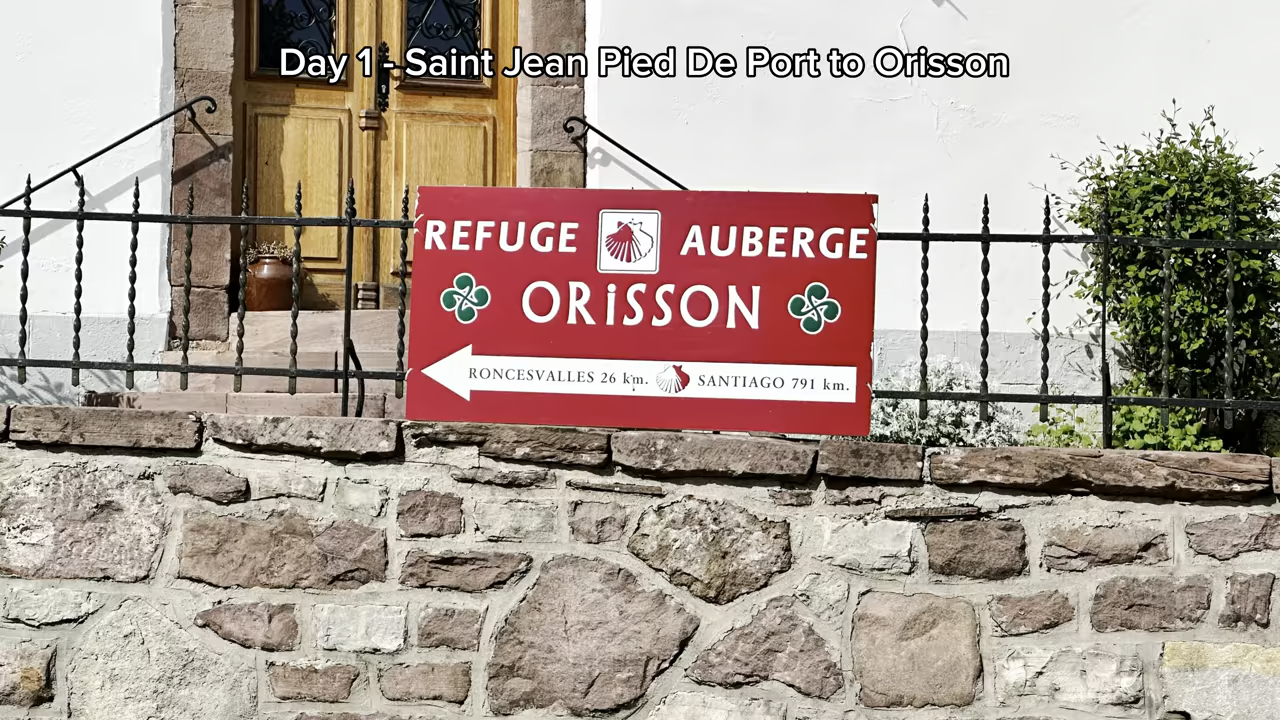 Day 1 - Saint Jean Pied De Port to Orisson
REFUGE AUBERGE
ORiSSON
RONCESVALLES 26 km. SANTIAGO 791 km.